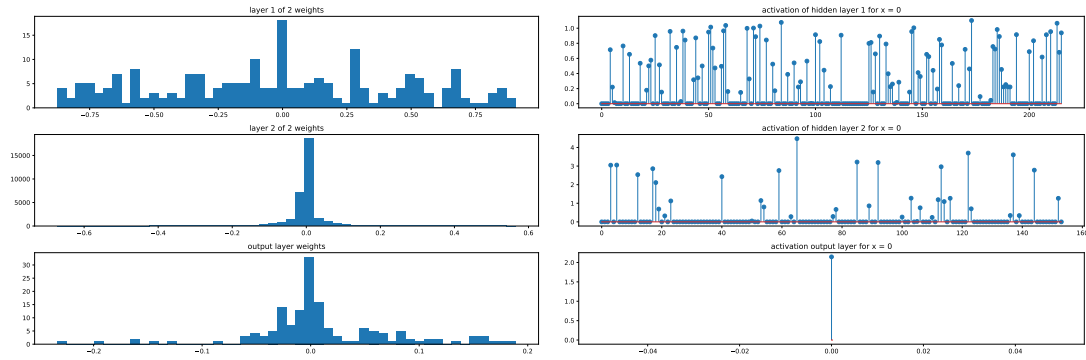 layer 1 of 2 weights
15
10
5
0
−0.75 −0.50 −0.25 0.00 0.25 0.50 0.75
activation of hidden layer 1 for x = 0
1.0
0.8
0.6
0.4
0.2
0.0
0 50 100 150 200
layer 2 of 2 weights
15000
10000
5000
0
−0.6 −0.4 −0.2 0.0 0.2 0.4 0.6
activation of hidden layer 2 for x = 0
4
3
2
1
0
0 20 40 60 80 100 120 140 160
output layer weights
30
25
20
15
10
5
0
−0.2 −0.1 0.0 0.1 0.2
activation output layer for x = 0
2.0
1.5
1.0
0.5
0.0
−0.04 −0.02 0.00 0.02 0.04